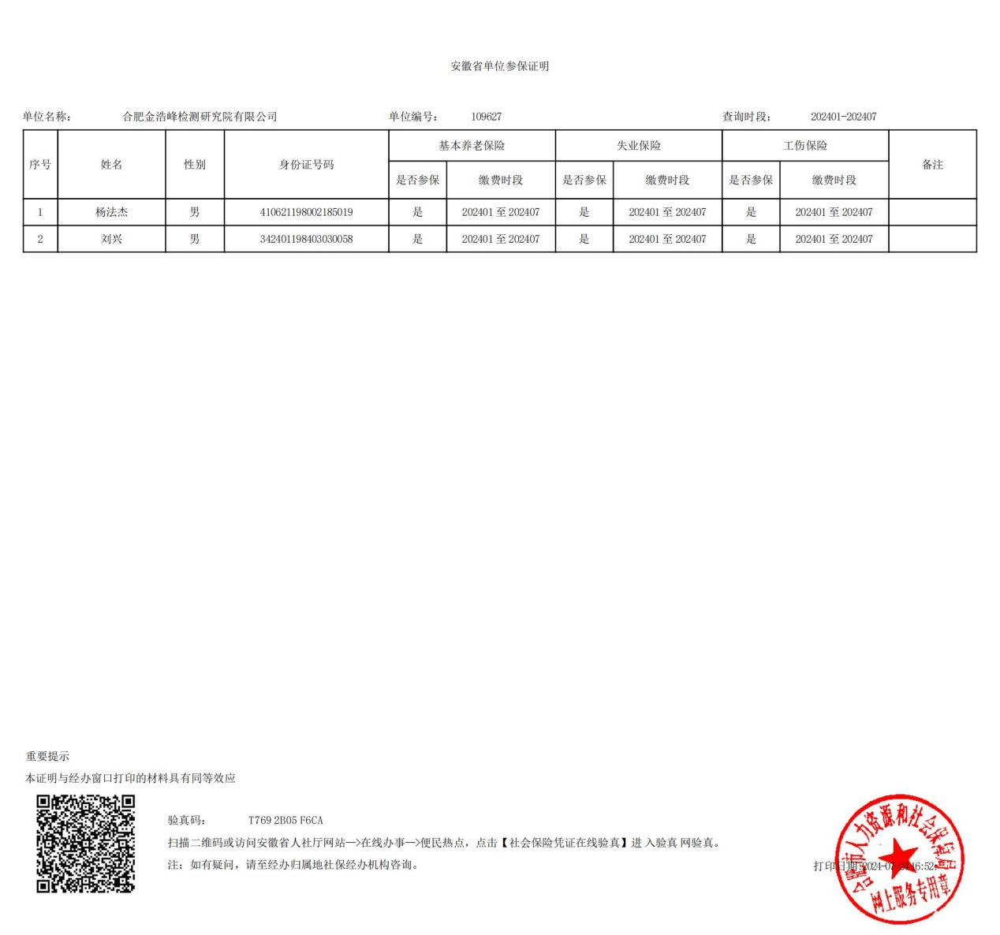 安徽省单位参保证明
单位名称： 合肥金浩峰检测研究院有限公司 单位编号： 109627 查询时段： 202401-202407
序号 姓名 性别 身份证号码 基本养老保险 失业保险 工伤保险 备注
是否参保 缴费时段 是否参保 缴费时段 是否参保 缴费时段
1 杨法杰 男 410621198002185019 是 202401 至 202407 是 202401 至 202407 是 202401 至 202407
2 刘兴 男 342401198403030058 是 202401 至 202407 是 202401 至 202407 是 202401 至 202407
重要提示
本证明与经办窗口打印的材料具有同等效应
验真码： T769 2B05 F6CA
扫描二维码或访问安徽省人社厅网站—>在线办事—>便民热点，点击【社会保险凭证在线验真】进 入验真 网验真。
注：如有疑问，请至经办归属地社保经办机构咨询。
打印日期:2024-07-24 16:52
合肥市人力资源和社会保障局
网上服务专用章